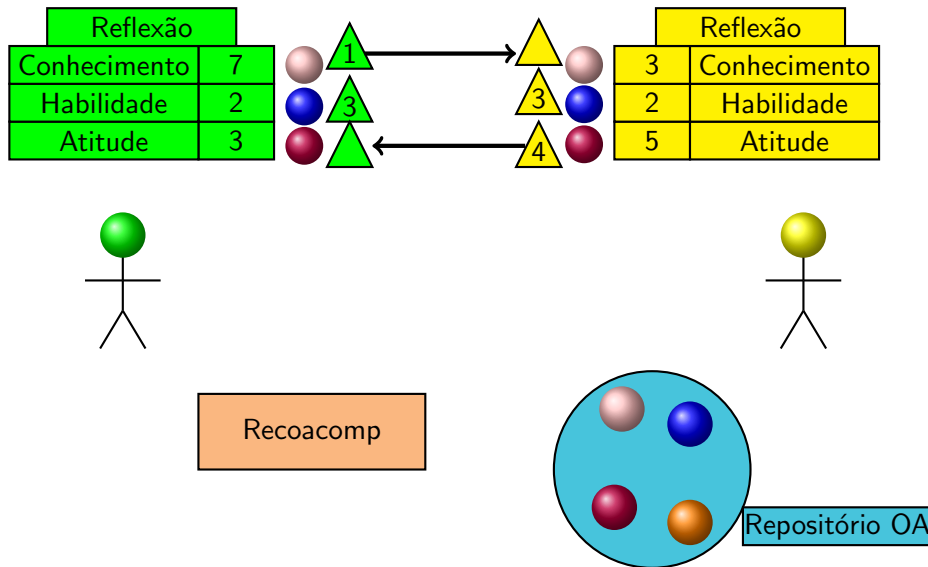 Reflexão
Conhecimento 7
Habilidade 2
Atitude 3
1
3
3
4
Reflexão
3 Conhecimento
2 Habilidade
5 Atitude
Recoacomp
Repositório OA